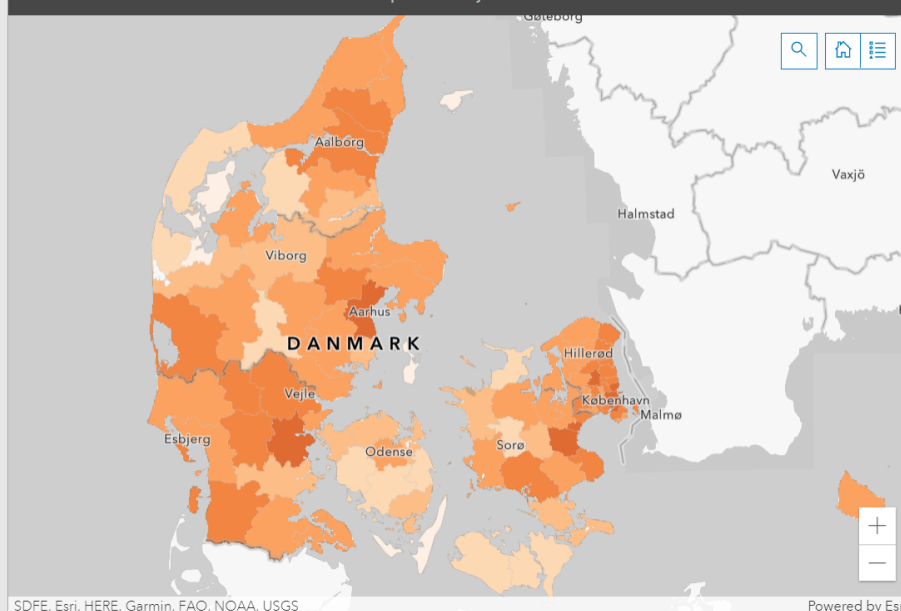 Göteborg
Aalborg
Vaxjö
Halmstad
Viborg
Aarhus
DANMARK
Hillerød
Vejle
København
Malmø
Esbjerg
Sorø
Odense
SDFE, Esri, HERE, Garmin, FAO, NOAA, USGS
Powered by Es